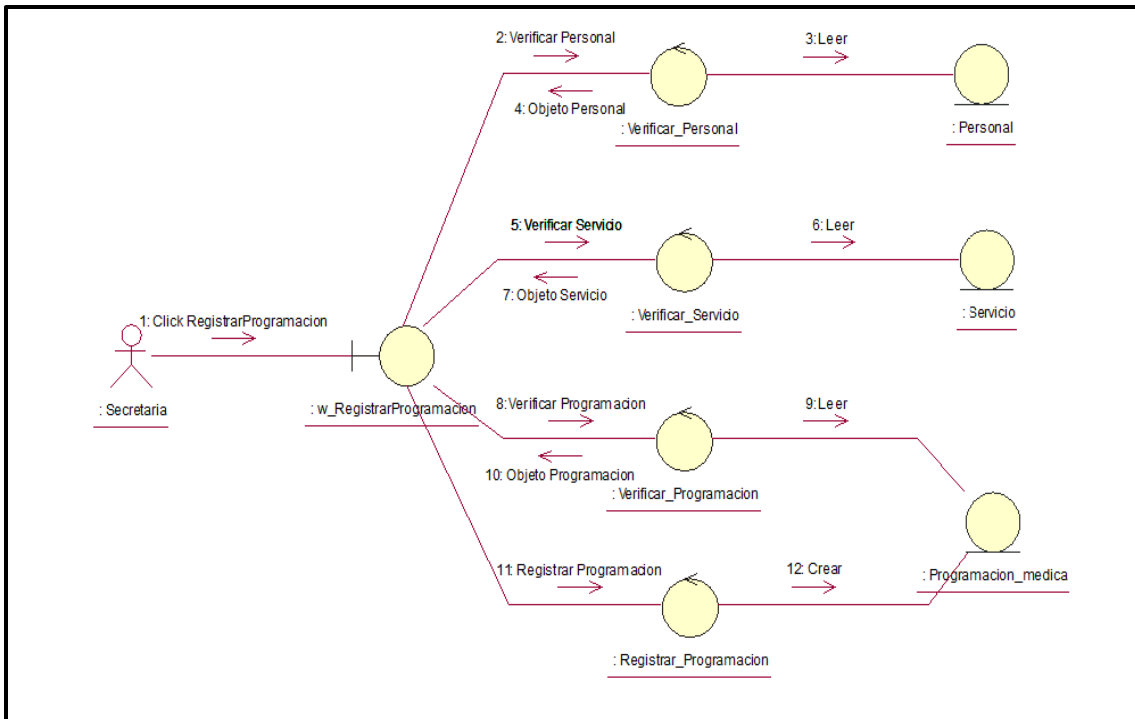 2: Verificar Personal
3:Leer
4: Objeto Personal
: Verificar_Personal
: Personal
5: Verificar Servicio
6: Leer
7: Objeto Servicio
: Verificar_Servicio
: Servicio
1: Click RegistrarProgramacion
: Secretaria
: w_RegistrarProgramacion
8:Verificar Programacion
9: Leer
10: Objeto Programacion
: Verificar_Programacion
11: Registrar Programacion
12: Crear
: Programacion_medica
: Registrar_Programacion